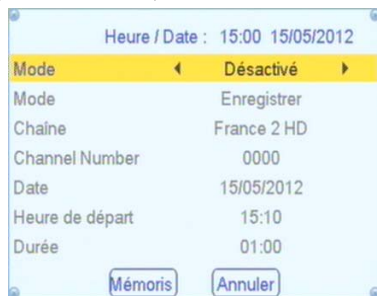 Heure / Date : 15:00 15/05/2012
Mode Désactivé
Mode Enregistrer
Chaîne France 2 HD
Channel Number 0000
Date 15/05/2012
Heure de départ 15:10
Durée 01:00
Mémoris Annuler